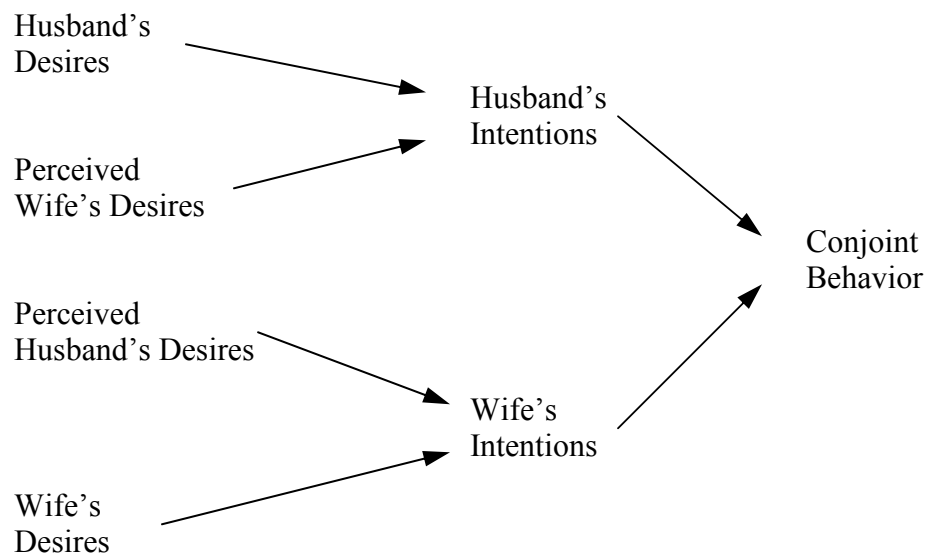 Husband’s
Desires
Husband’s
Intentions
Perceived
Wife’s Desires
Conjoint
Behavior
Perceived
Husband’s Desires
Wife’s
Intentions
Wife’s
Desires